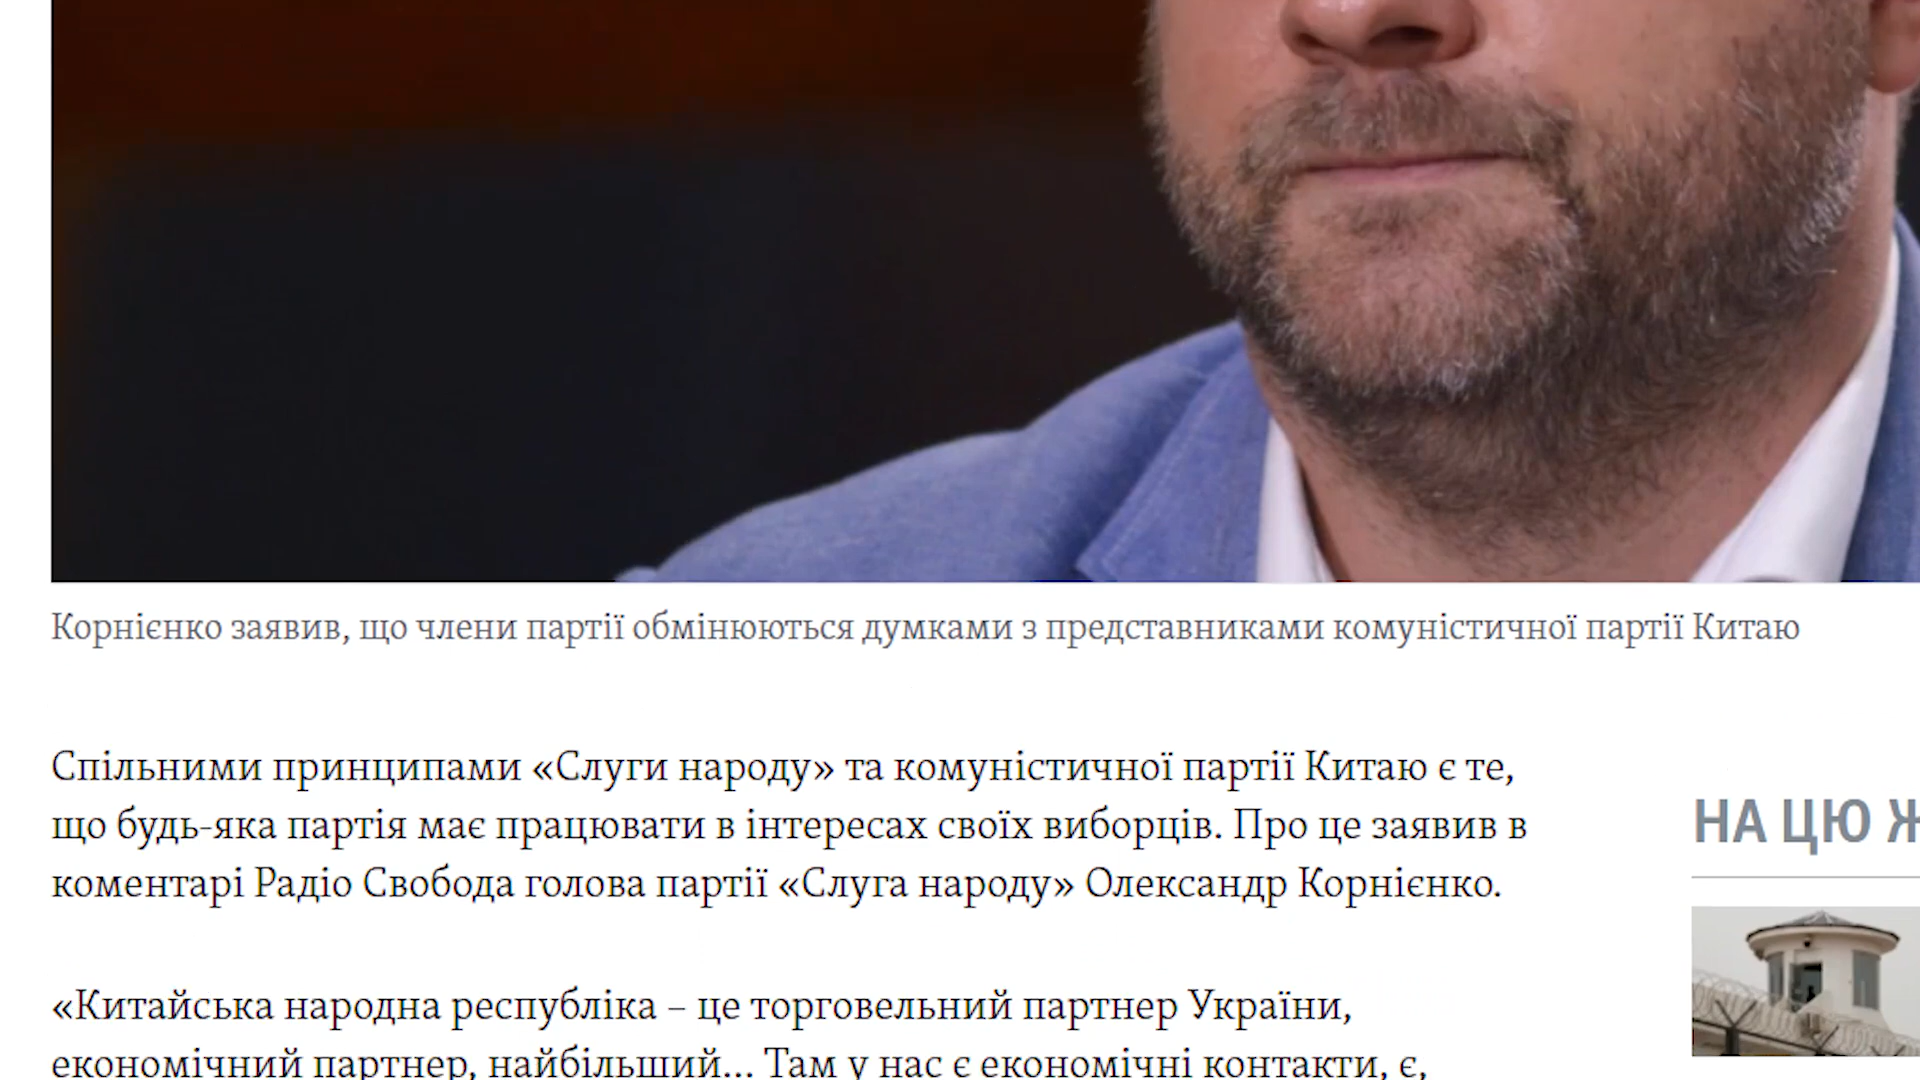 Корнієнко заявив, що члени партії обмінюються думками з представниками комуністичної партії Китаю
Спільними принципами «Слуги народу» та комуністичної партії Китаю є те,
що будь-яка партія має працювати в інтересах своїх виборців. Про це заявив в
коментарі Радіо Свобода голова партії «Слуга народу» Олександр Корнієнко.
«Китайська народна республіка – це торговельний партнер України,
економічний партнер, найбільший... Там у нас є економічні контакти, є,
НА ЦЮ